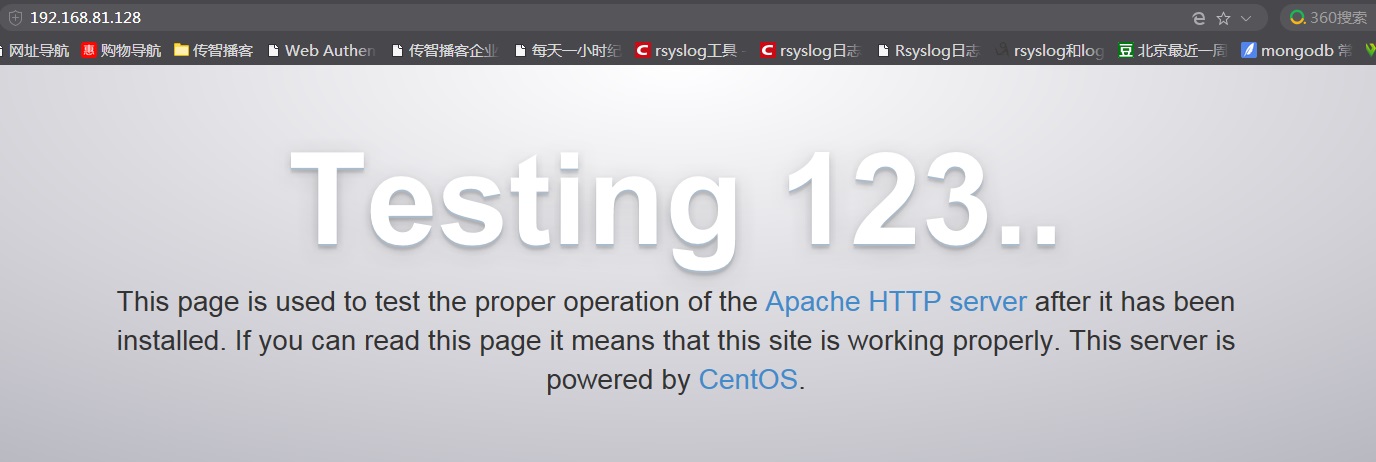 192.168.81.128
360搜索
网址导航 购物导航 传智播客 Web Authen 传智播客企业 每天一小时纪 rsyslog工具 - rsyslog日志 Rsyslog日志 rsyslog和log 北京最近一周 mongodb 常
Testing 123..
This page is used to test the proper operation of the Apache HTTP server after it has been
installed. If you can read this page it means that this site is working properly. This server is
powered by CentOS.